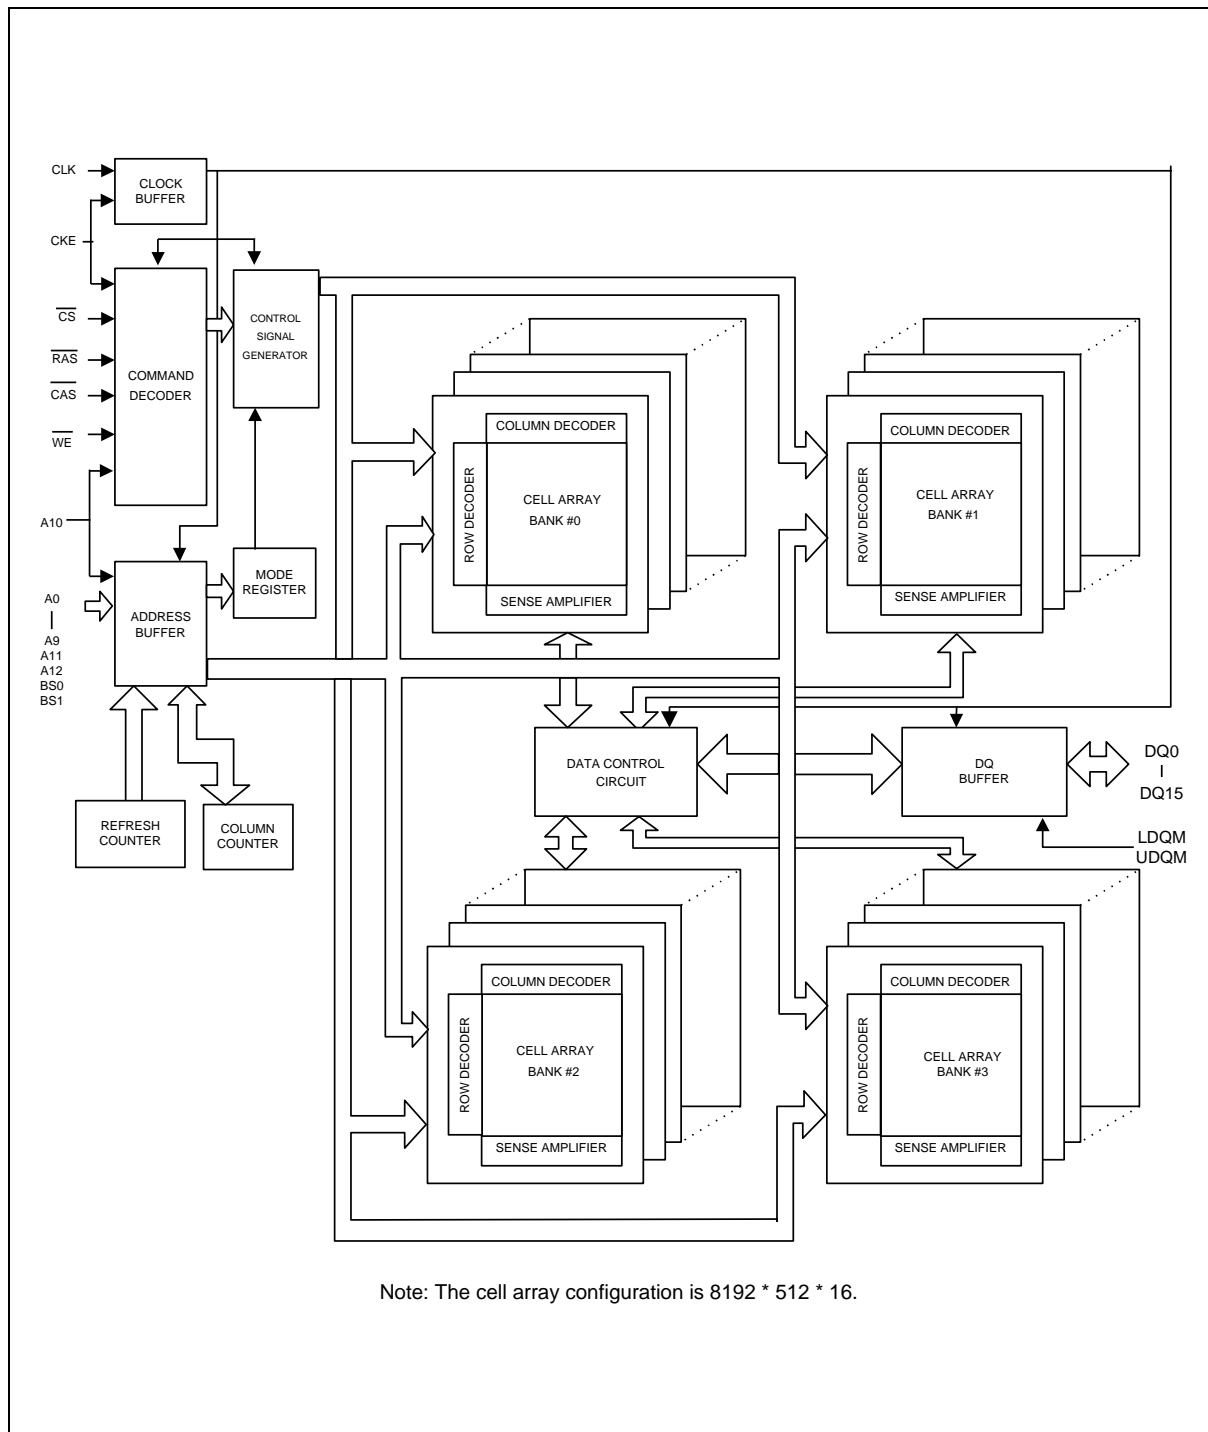 CLK
CLOCK
BUFFER
CKE
CS
RAS
CAS
WE
A10
COMMAND
DECODER
CONTROL
SIGNAL
GENERATOR
MODE
REGISTER
A0
A9
A11
A12
BS0
BS1
ADDRESS
BUFFER
REFRESH
COUNTER
COLUMN
COUNTER
COLUMN DECODER
ROW DECODER
CELL ARRAY
BANK #0
SENSE AMPLIFIER
COLUMN DECODER
ROW DECODER
CELL ARRAY
BANK #1
SENSE AMPLIFIER
DATA CONTROL
CIRCUIT
DQ
BUFFER
DQ0
DQ15
LDQM
UDQM
COLUMN DECODER
ROW DECODER
CELL ARRAY
BANK #2
SENSE AMPLIFIER
COLUMN DECODER
ROW DECODER
CELL ARRAY
BANK #3
SENSE AMPLIFIER
Note: The cell array configuration is 8192 * 512 * 16.